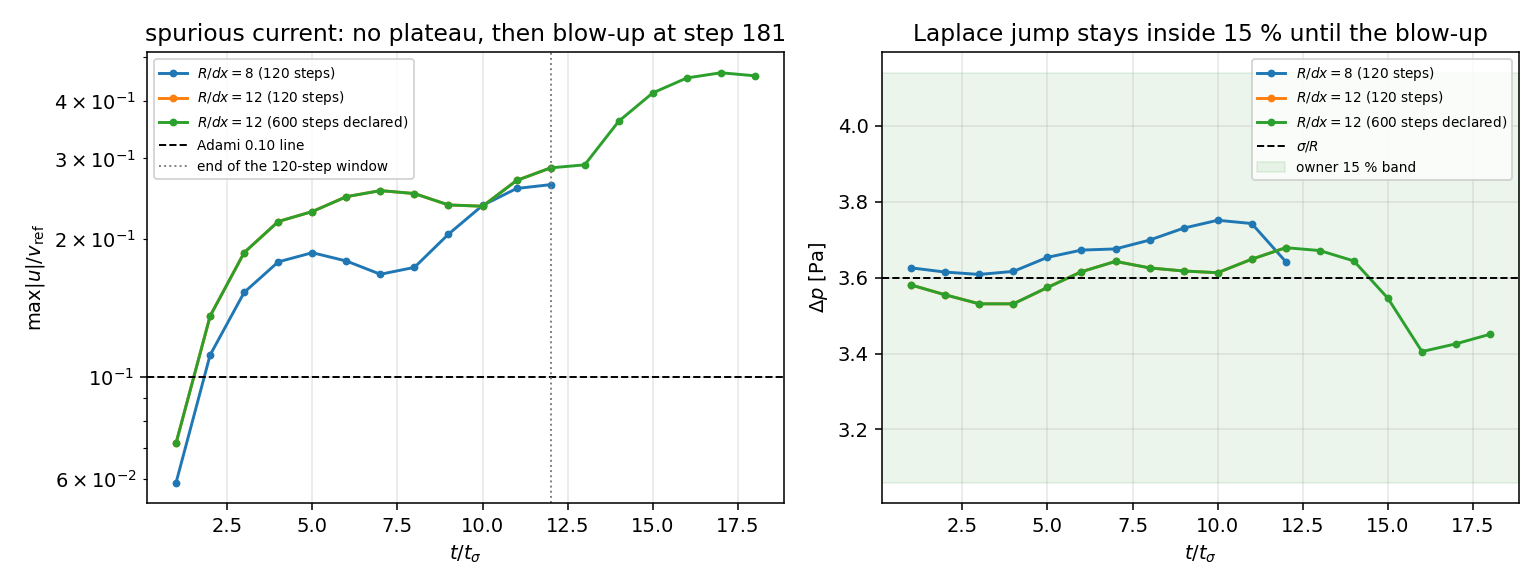 spurious current: no plateau, then blow-up at step 181
R/dx = 8 (120 steps)
R/dx = 12 (120 steps)
R/dx = 12 (600 steps declared)
Adami 0.10 line
end of the 120-step window
4 × 10⁻¹
3 × 10⁻¹
2 × 10⁻¹
10⁻¹
6 × 10⁻²
max|u|/v_ref
2.5 5.0 7.5 10.0 12.5 15.0 17.5
t/t_σ
Laplace jump stays inside 15 % until the blow-up
R/dx = 8 (120 steps)
R/dx = 12 (120 steps)
R/dx = 12 (600 steps declared)
σ/R
owner 15 % band
4.0
3.8
3.6
3.4
3.2
Δp [Pa]
2.5 5.0 7.5 10.0 12.5 15.0 17.5
t/t_σ